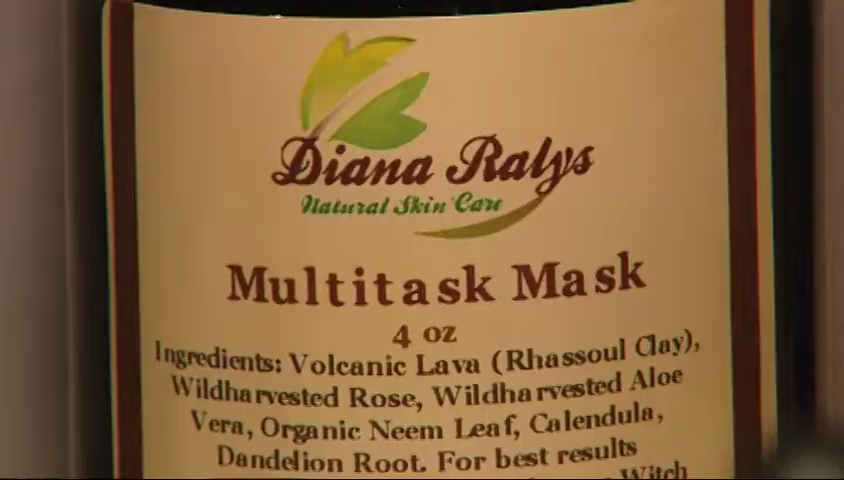 Diana Ralys
Natural Skin Care
Multitask Mask
4 oz
Ingredients: Volcanic Lava (Rhassoul Clay),
Wildharvested Rose, Wildharvested Aloe
Vera, Organic Neem Leaf, Calendula,
Dandelion Root. For best results
Witch